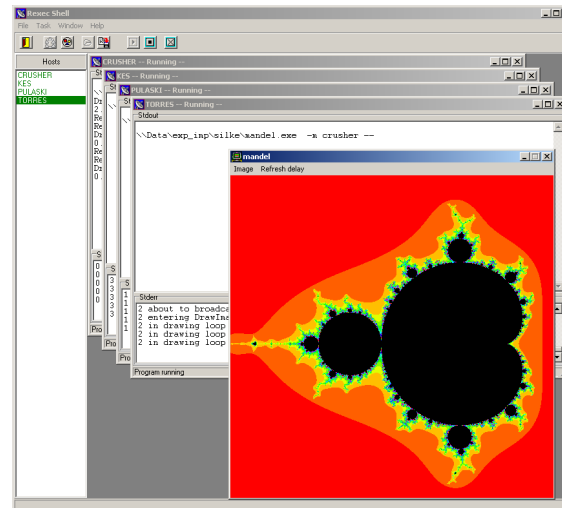 Rexec Shell
File Task Window Help
Hosts
CRUSHER
KES
PULASKI
TORRES
CRUSHER -- Running --
KES -- Running --
PULASKI -- Running --
TORRES -- Running --
Stdout
\\Data\exp_imp\silke\mandel.exe -m crusher --
mandel
Image Refresh delay
Stderr
2 about to broadca
2 entering DrawIma
2 in drawing loop
2 in drawing loop
2 in drawing loop
Program running